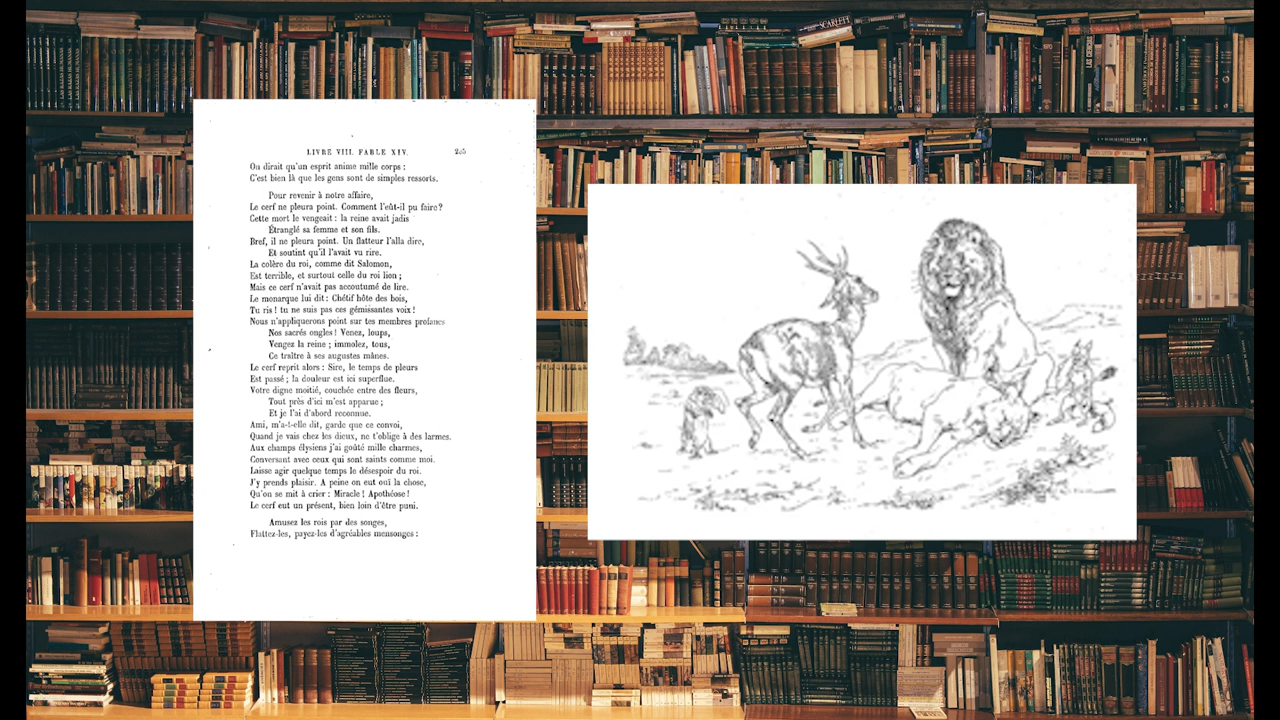 LIVRE VIII. FABLE XIV.
205
On dirait qu'un esprit anime mille corps :
C'est bien là que les gens sont de simples ressorts.
Pour revenir à notre affaire,
Le cerf ne pleura point. Comment l'eût-il pu faire ?
Cette mort le vengeait : la reine avait jadis
Étranglé sa femme et son fils.
Bref, il ne pleura point. Un flatteur l'alla dire,
Et soutint qu'il l'avait vu rire.
La colère du roi, comme dit Salomon,
Est terrible, et surtout celle du roi lion ;
Mais ce cerf n'avait pas accoutumé de lire.
Le monarque lui dit : Chétif hôte des bois,
Tu ris ! tu ne suis pas ces gémissantes voix !
Nous n'appliquerons point sur tes membres profanes
Nos sacrés ongles ! Venez, loups,
Vengez la reine ; immolez, tous,
Ce traître à ses augustes mânes.
Le cerf reprit alors : Sire, le temps de pleurs
Est passé ; la douleur est ici superflue.
Votre digne moitié, couchée entre des fleurs,
Tout près d'ici m'est apparue ;
Et je l'ai d'abord reconnue.
Ami, m'a-t-elle dit, garde que ce convoi,
Quand je vais chez les dieux, ne t'oblige à des larmes.
Aux champs élysiens j'ai goûté mille charmes,
Conversant avec ceux qui sont saints comme moi.
Laisse agir quelque temps le désespoir du roi.
J'y prends plaisir. A peine on eut ouï la chose,
Qu'on se mit à crier : Miracle ! Apothéose !
Le cerf eut un présent, bien loin d'être puni.
Amusez les rois par des songes,
Flattez-les, payez-les d'agréables mensonges :
SCARLETT